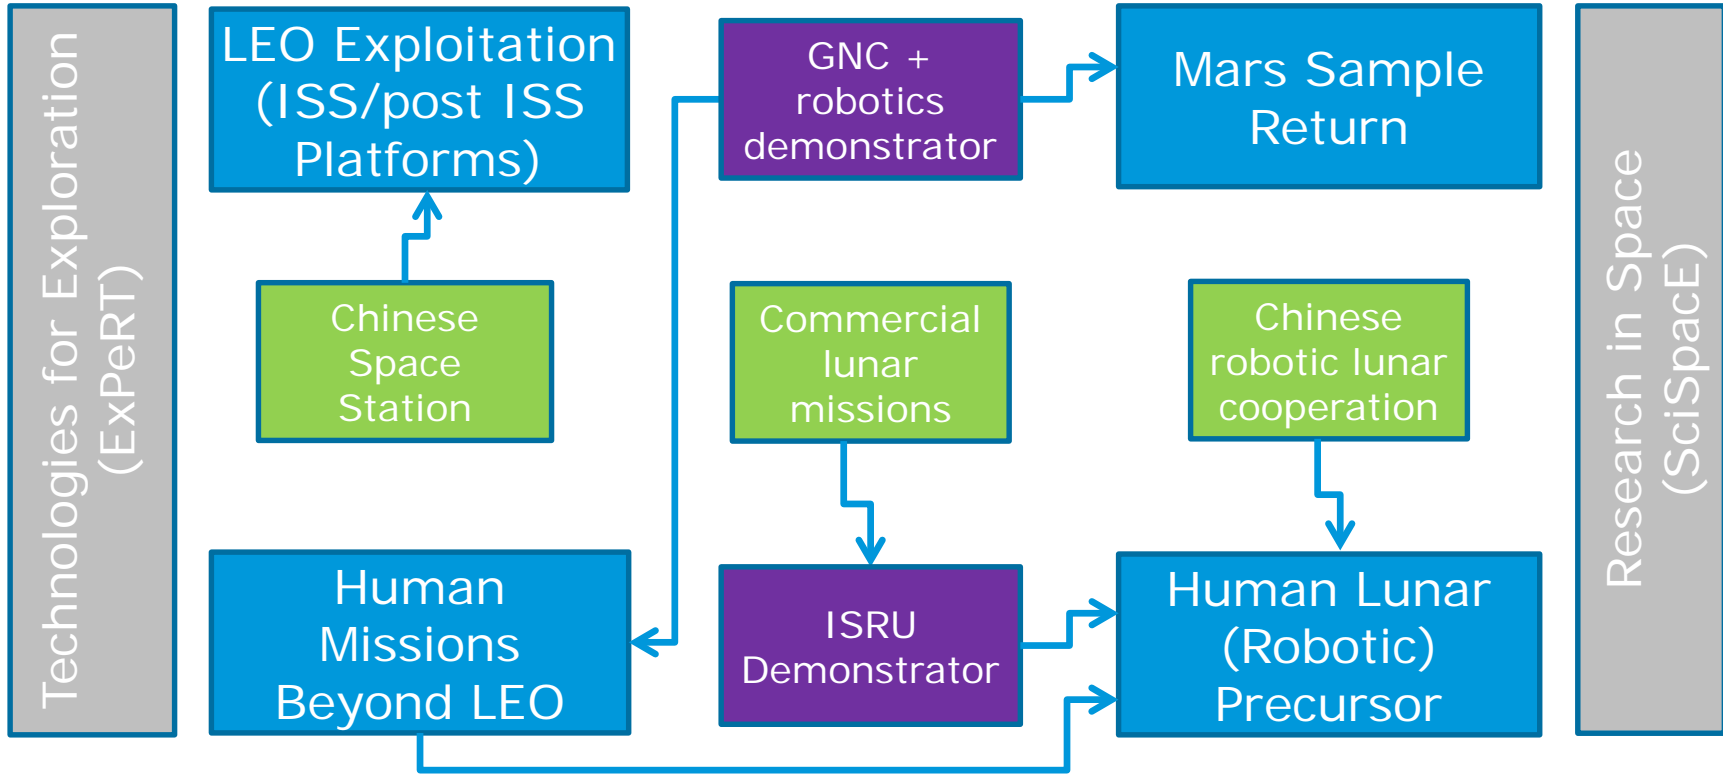 Technologies for Exploration
(ExPeRT)
LEO Exploitation
(ISS/post ISS
Platforms)
GNC +
robotics
demonstrator
Mars Sample
Return
Chinese
Space
Station
Commercial
lunar
missions
Chinese
robotic lunar
cooperation
Human
Missions
Beyond LEO
ISRU
Demonstrator
Human Lunar
(Robotic)
Precursor
Research in Space
(SciSpacE)